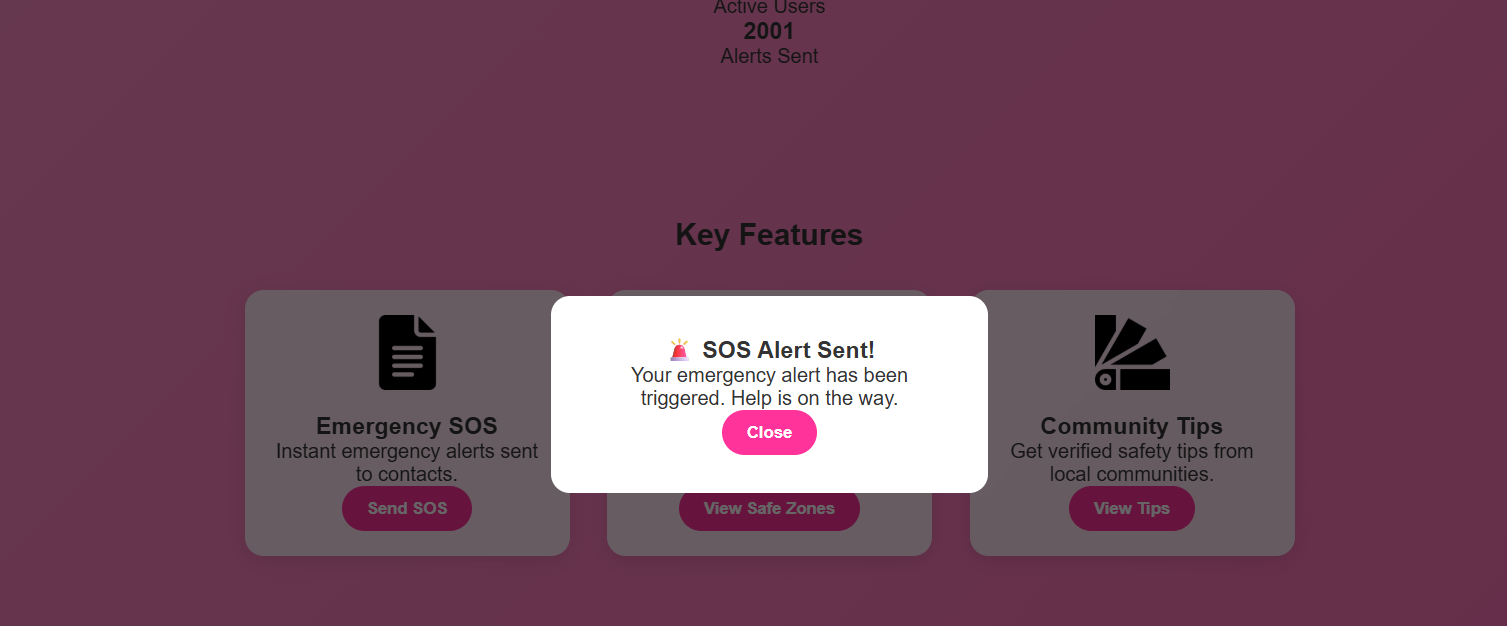 Active Users
2001
Alerts Sent
Key Features
🚨 SOS Alert Sent!
Your emergency alert has been
triggered. Help is on the way.
Close
Emergency SOS
Instant emergency alerts sent
to contacts.
Send SOS
View Safe Zones
Community Tips
Get verified safety tips from
local communities.
View Tips